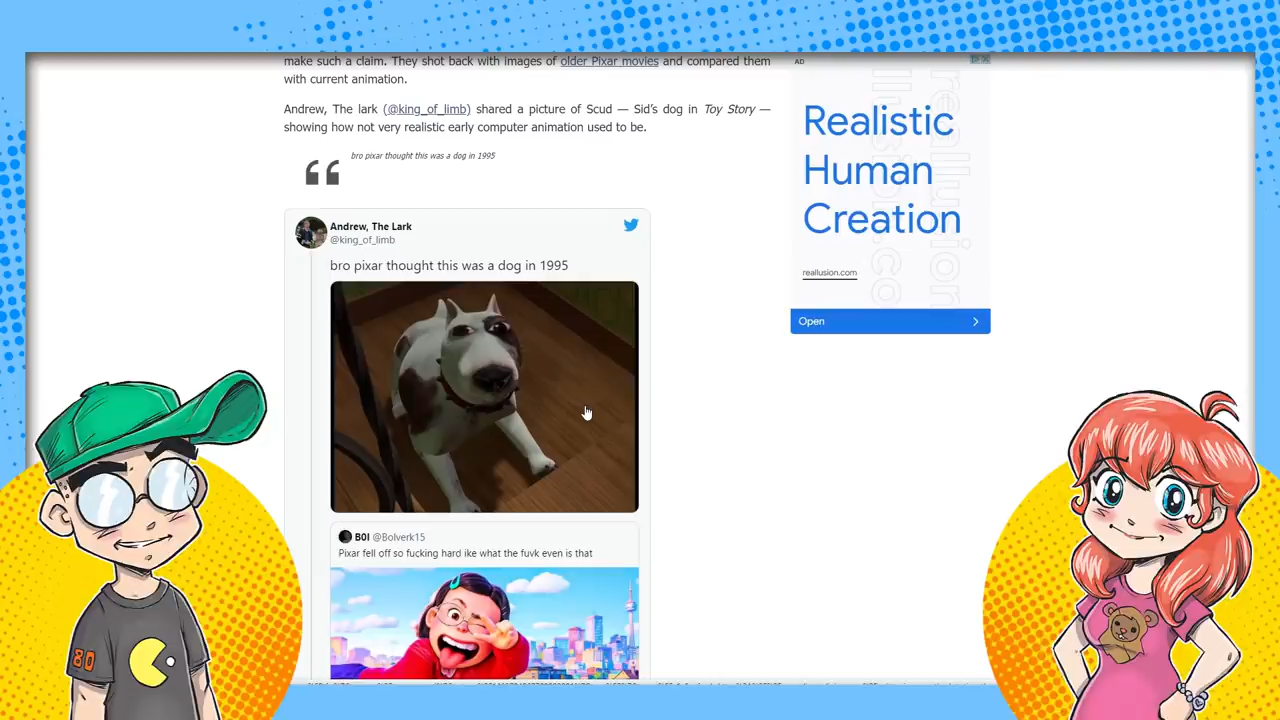 make such a claim. They shot back with images of older Pixar movies and compared them
with current animation.
Andrew, The lark (@king_of_limb) shared a picture of Scud — Sid's dog in Toy Story —
showing how not very realistic early computer animation used to be.
bro pixar thought this was a dog in 1995
Andrew, The Lark
@king_of_limb
bro pixar thought this was a dog in 1995
B0I @Bolverk15
Pixar fell off so fucking hard ike what the fuvk even is that
AD
Realistic
Human
Creation
reallusion.com
Open
80